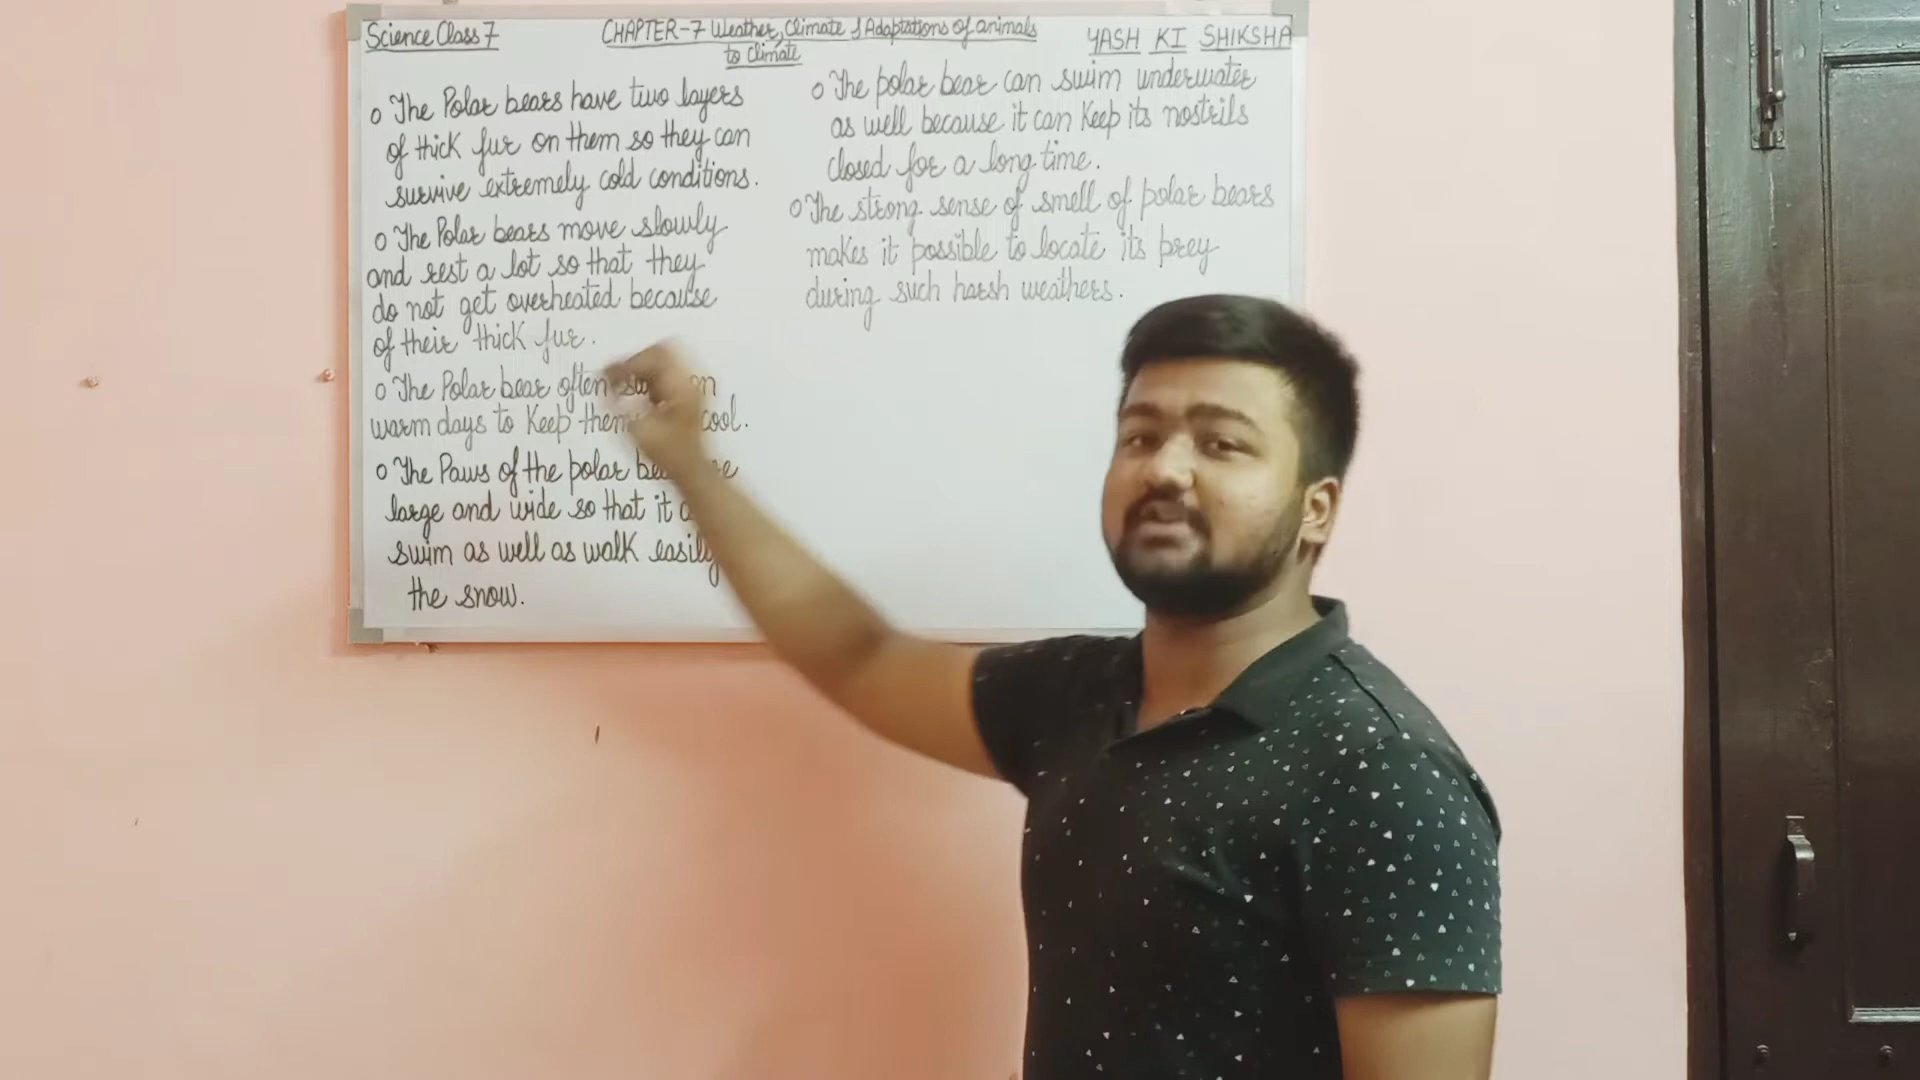 Science Class 7
CHAPTER-7 Weather, Climate & Adaptations of animals
to Climate
YASH KI SHIKSHA
o The Polar bears have two layers
of thick fur on them so they can
survive extremely cold conditions.
o The Polar bears move slowly
and rest a lot so that they
do not get overheated because
of their thick fur.
o The Polar bear often
warm days to Keep cool.
o The Paws of the polar
large and wide so that it
swim as well as walk easily
the snow.
o The polar bear can swim underwater
as well because it can Keep its nostrils
closed for a long time.
o The strong sense of smell of polar bears
makes it possible to locate its prey
during such harsh weathers.